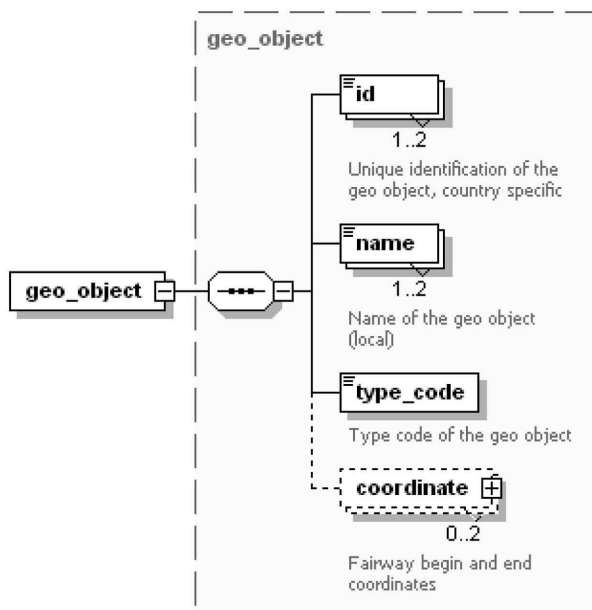 geo_object
id
1..2
Unique identification of the
geo object, country specific
name
1..2
Name of the geo object
(local)
geo_object
type_code
Type code of the geo object
coordinate
0..2
Fairway begin and end
coordinates